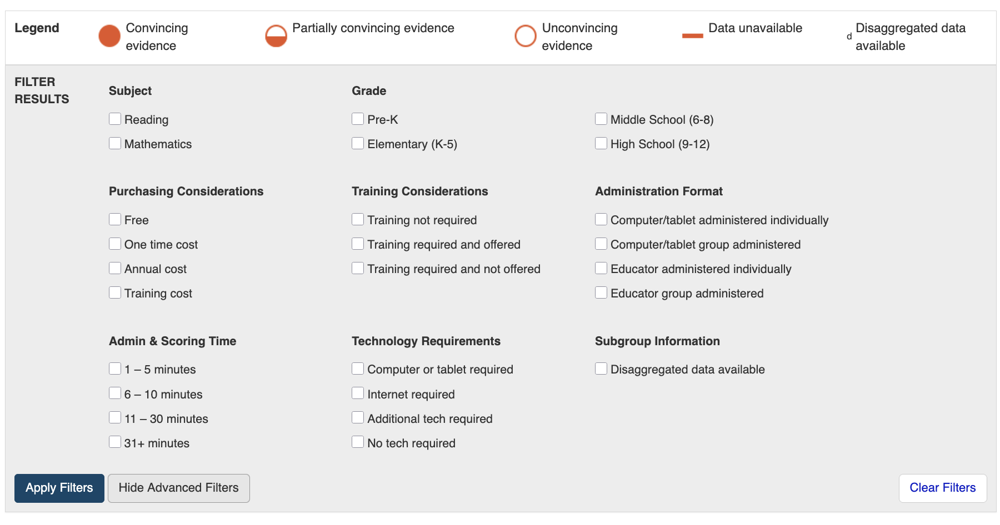 Legend
Convincing
evidence
Partially convincing evidence
Unconvincing
evidence
Data unavailable
d
Disaggregated data
available
FILTER
RESULTS
Subject
Reading
Mathematics
Grade
Pre-K
Elementary (K-5)
Middle School (6-8)
High School (9-12)
Purchasing Considerations
Free
One time cost
Annual cost
Training cost
Training Considerations
Training not required
Training required and offered
Training required and not offered
Administration Format
Computer/tablet administered individually
Computer/tablet group administered
Educator administered individually
Educator group administered
Admin & Scoring Time
1 – 5 minutes
6 – 10 minutes
11 – 30 minutes
31+ minutes
Technology Requirements
Computer or tablet required
Internet required
Additional tech required
No tech required
Subgroup Information
Disaggregated data available
Apply Filters
Hide Advanced Filters
Clear Filters